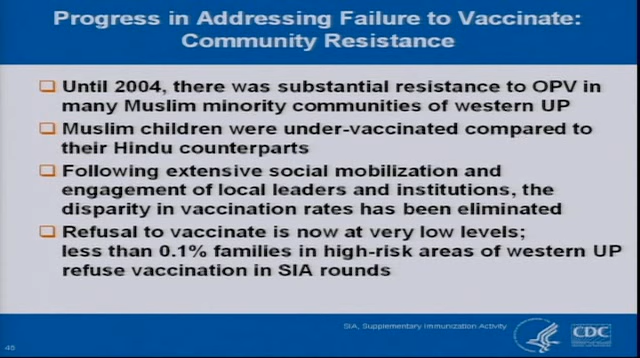 Progress in Addressing Failure to Vaccinate:
Community Resistance
Until 2004, there was substantial resistance to OPV in
many Muslim minority communities of western UP
Muslim children were under-vaccinated compared to
their Hindu counterparts
Following extensive social mobilization and
engagement of local leaders and institutions, the
disparity in vaccination rates has been eliminated
Refusal to vaccinate is now at very low levels;
less than 0.1% families in high-risk areas of western UP
refuse vaccination in SIA rounds
SIA, Supplementary Immunization Activity
CDC